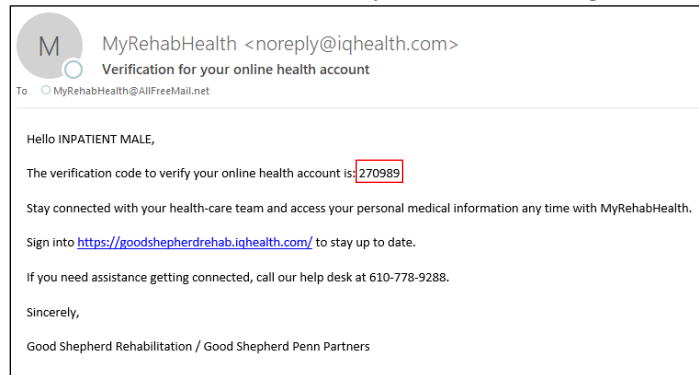 M
MyRehabHealth <noreply@iqhealth.com>
Verification for your online health account
To MyRehabHealth@AllFreeMail.net
Hello INPATIENT MALE,
The verification code to verify your online health account is: 270989
Stay connected with your health-care team and access your personal medical information any time with MyRehabHealth.
Sign into https://goodshepherdrehab.iqhealth.com/ to stay up to date.
If you need assistance getting connected, call our help desk at 610-778-9288.
Sincerely,
Good Shepherd Rehabilitation / Good Shepherd Penn Partners